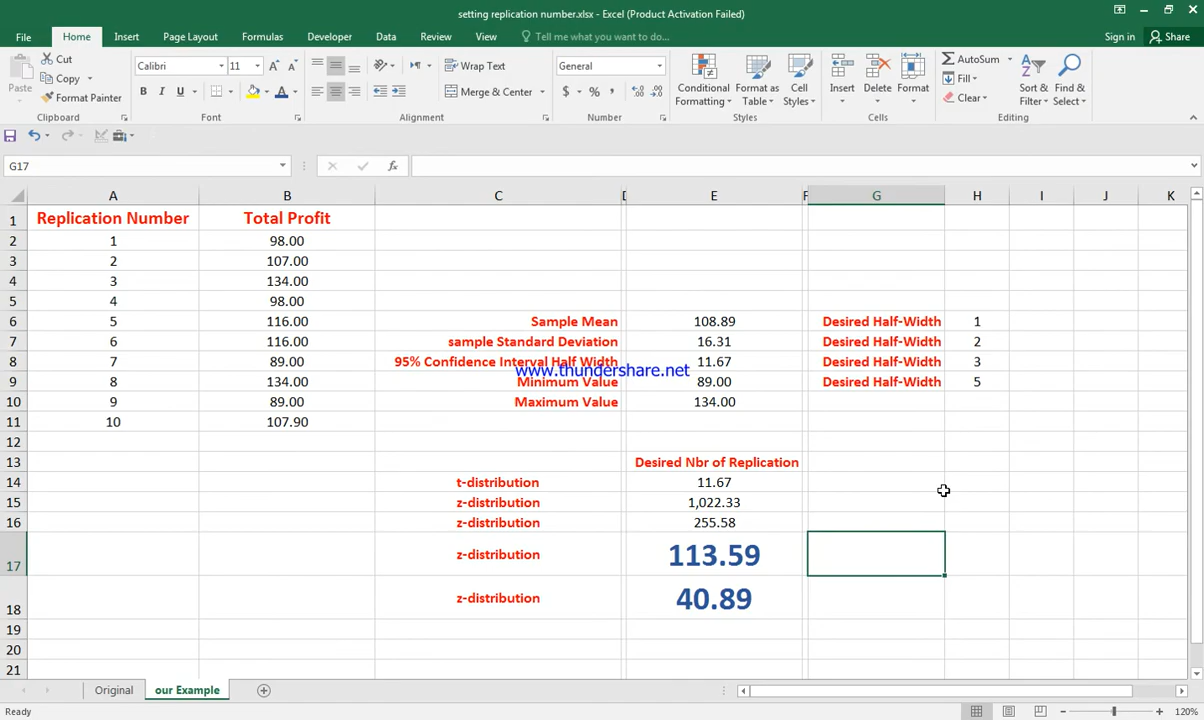 setting replication number.xlsx - Excel (Product Activation Failed)
File Home Insert Page Layout Formulas Developer Data Review View Tell me what you want to do... Sign in Share
Cut
Copy
Format Painter
Paste
Calibri 11
B I U
A A
Wrap Text
Merge & Center
General
$ % ,
Conditional Formatting
Format as Table
Cell Styles
Insert Delete Format
AutoSum
Fill
Clear
Sort & Filter
Find & Select
Clipboard Font Alignment Number Styles Cells Editing
G17 fx
A B C D E F G H I J K
1 Replication Number Total Profit
2 1 98.00
3 2 107.00
4 3 134.00
5 4 98.00
6 5 116.00 Sample Mean 108.89 Desired Half-Width 1
7 6 116.00 sample Standard Deviation 16.31 Desired Half-Width 2
8 7 89.00 95% Confidence Interval Half Width 11.67 Desired Half-Width 3
www.thundershare.net
9 8 134.00 Minimum Value 89.00 Desired Half-Width 5
10 9 89.00 Maximum Value 134.00
11 10 107.90
12
13 Desired Nbr of Replication
14 t-distribution 11.67
15 z-distribution 1,022.33
16 z-distribution 255.58
17 z-distribution 113.59
18 z-distribution 40.89
19
20
21
Original our Example
Ready 120%